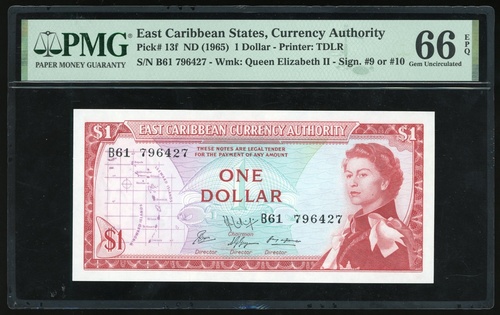 PMG
PAPER MONEY GUARANTY
East Caribbean States, Currency Authority
Pick# 13f ND (1965) 1 Dollar - Printer: TDLR
S/N B61 796427 - Wmk: Queen Elizabeth II - Sign. #9 or #10
66 EPQ
Gem Uncirculated
$1 EAST CARIBBEAN CURRENCY AUTHORITY $1
B61 796427
THESE NOTES ARE LEGAL TENDER
FOR THE PAYMENT OF ANY AMOUNT
ONE
DOLLAR
B61 796427
Chairman
$1
Director Director Director